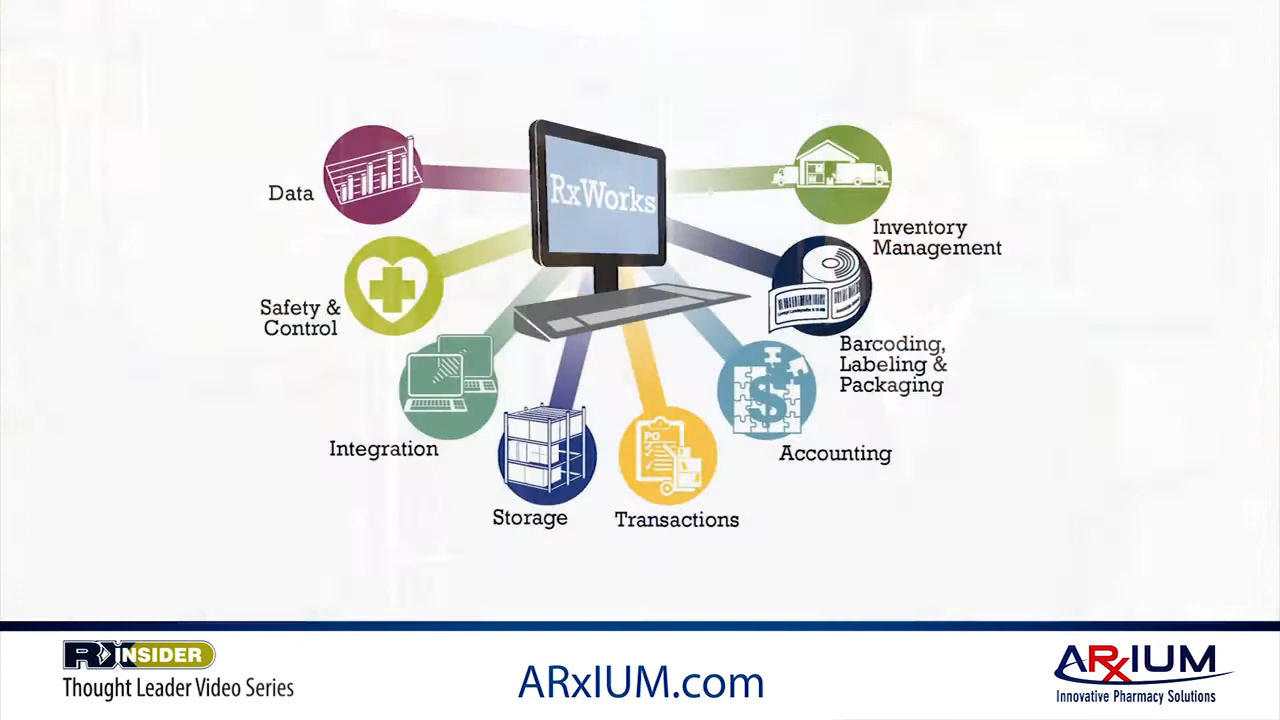 RxWorks
Data
Safety &
Control
Integration
Storage
Transactions
PO
$
Accounting
Barcoding,
Labeling &
Packaging
Inventory
Management
RXINSIDER
Thought Leader Video Series
ARxIUM.com
ARxIUM
Innovative Pharmacy Solutions